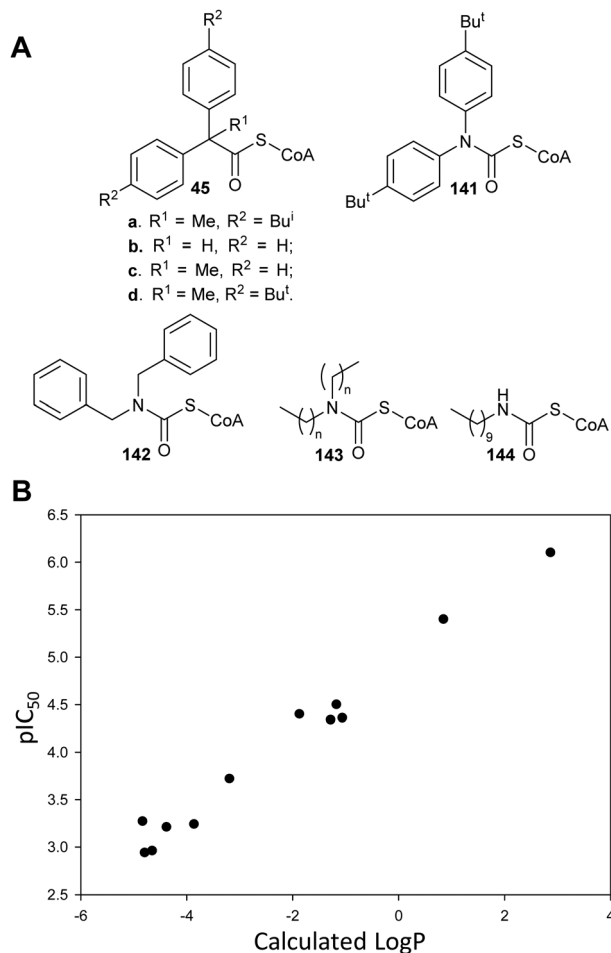 A
R²
R¹
S
CoA
O
R²
45
a. R¹ = Me, R² = Buⁱ
b. R¹ = H, R² = H;
c. R¹ = Me, R² = H;
d. R¹ = Me, R² = Buᵗ.
Buᵗ
N
S
CoA
O
Buᵗ
141
N
S
CoA
O
142
( )n
N
( )n
S
CoA
O
143
H
N
( )9
S
CoA
O
144
B
6.5
6.0
5.5
5.0
4.5
4.0
3.5
3.0
2.5
pIC₅₀
-6 -4 -2 0 2 4
Calculated LogP